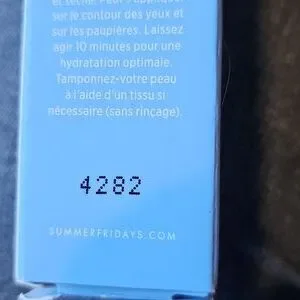 sur le contour des yeux et
sur les paupières. Laissez
age 10 minutes pour une
hydratation optimale.
Tamponnez-votre peau
à l'aide d'un tissu si
nécessaire (sans rinçage).
4282
SUMMERFRIDAYS.COM